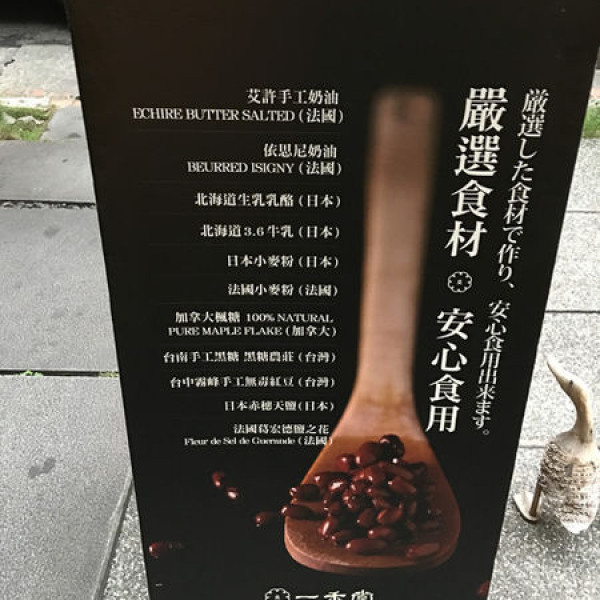 厳選した食材で作り、安心食用出来ます。
嚴選食材 安心食用
艾許手工奶油
ECHIRE BUTTER SALTED (法國)
依思尼奶油
BEURRED ISIGNY (法國)
北海道生乳乳酪 (日本)
北海道3.6牛乳 (日本)
日本小麥粉 (日本)
法國小麥粉 (法國)
加拿大楓糖 100% NATURAL
PURE MAPLE FLAKE (加拿大)
台南手工黑糖 黑糖農莊 (台灣)
台中霧峰手工無毒紅豆 (台灣)
日本赤穗天鹽 (日本)
法國葛宏德鹽之花
Fleur de Sel de Guerande (法國)